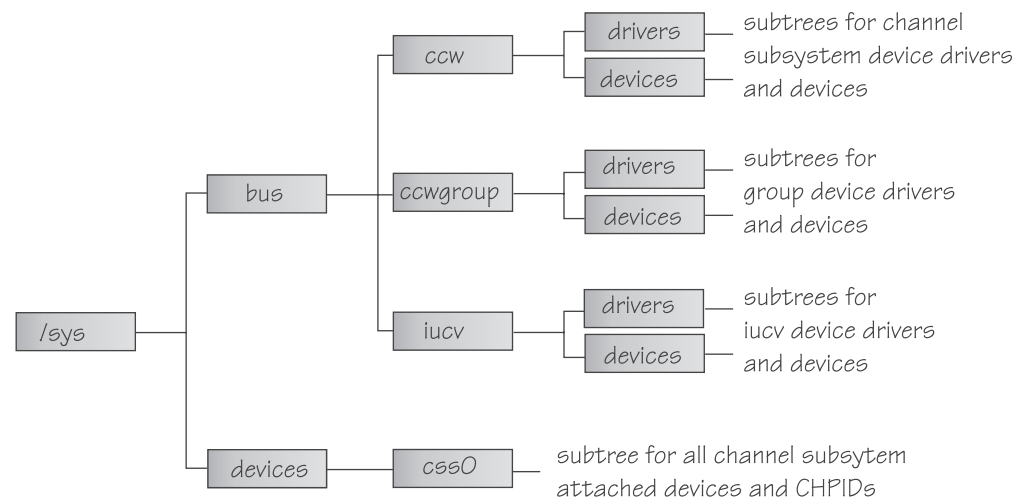 /sys
bus
devices
ccw
ccwgroup
iucv
css0
drivers
devices
drivers
devices
drivers
devices
subtrees for channel
subsystem device drivers
and devices
subtrees for
group device drivers
and devices
subtrees for
iucv device drivers
and devices
subtree for all channel subsytem
attached devices and CHPIDs